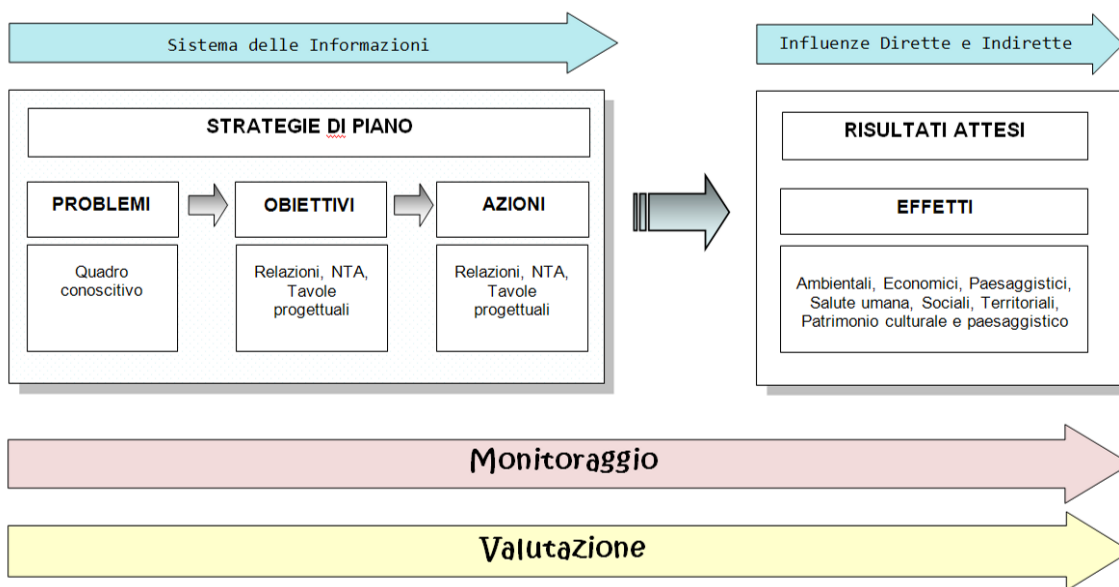 Sistema delle Informazioni
Influenze Dirette e Indirette
STRATEGIE DI PIANO
PROBLEMI
OBIETTIVI
AZIONI
Quadro
conoscitivo
Relazioni, NTA,
Tavole
progettuali
Relazioni, NTA,
Tavole
progettuali
RISULTATI ATTESI
EFFETTI
Ambientali, Economici, Paesaggistici,
Salute umana, Sociali, Territoriali,
Patrimonio culturale e paesaggistico
Monitoraggio
Valutazione